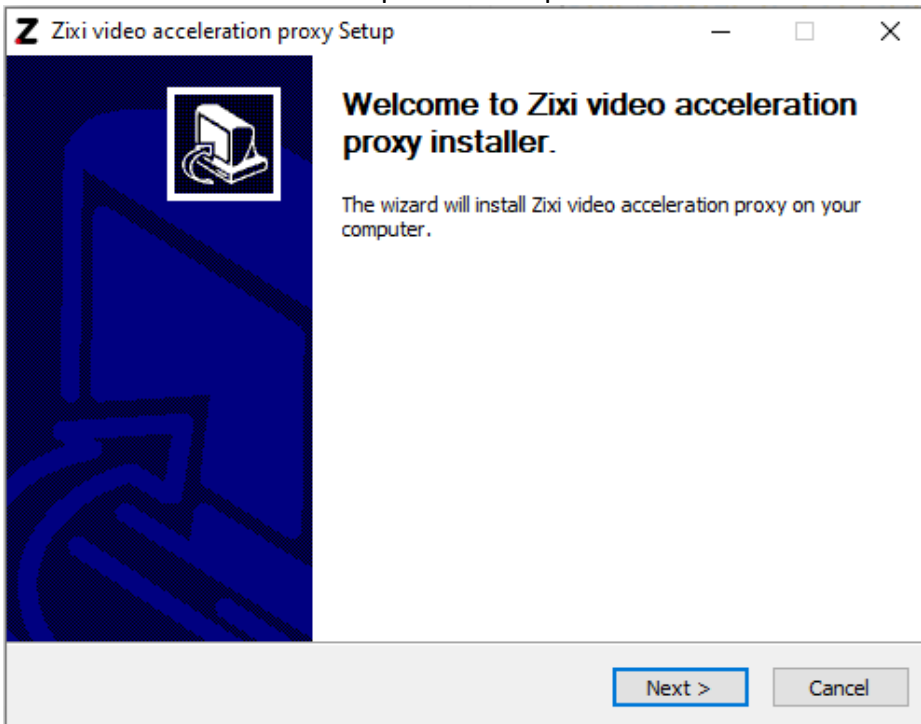 Zixi video acceleration proxy Setup
Welcome to Zixi video acceleration
proxy installer.
The wizard will install Zixi video acceleration proxy on your
computer.
Next >
Cancel